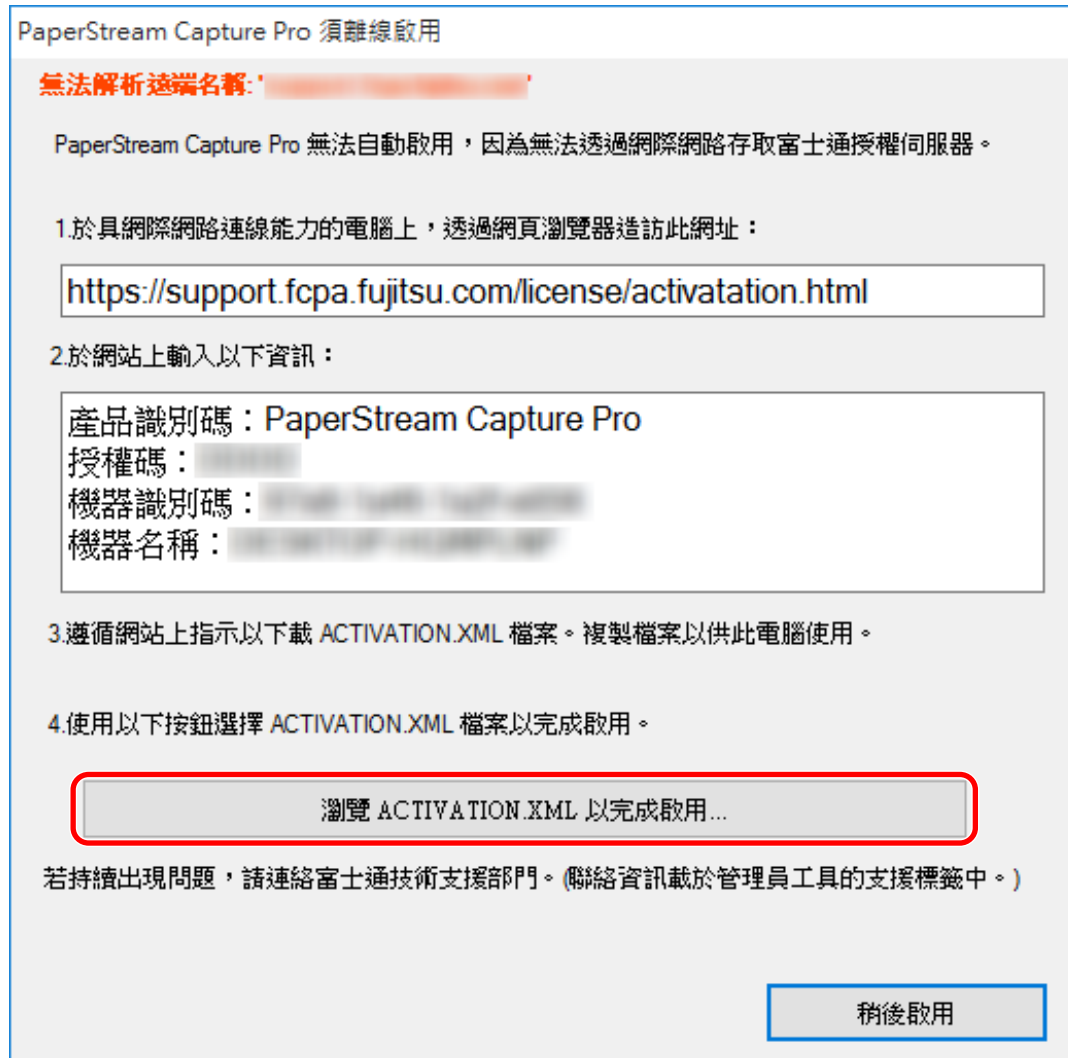 PaperStream Capture Pro 須離線啟用
無法解析遠端名稱: ' '
PaperStream Capture Pro 無法自動啟用，因為無法透過網際網路存取富士通授權伺服器。
1.於具網際網路連線能力的電腦上，透過網頁瀏覽器造訪此網址：
https://support.fcpa.fujitsu.com/license/activatation.html
2.於網站上輸入以下資訊：
產品識別碼：PaperStream Capture Pro
授權碼：
機器識別碼：
機器名稱：
3.遵循網站上指示以下載 ACTIVATION.XML 檔案。複製檔案以供此電腦使用。
4.使用以下按鈕選擇 ACTIVATION.XML 檔案以完成啟用。
瀏覽 ACTIVATION.XML 以完成啟用...
若持續出現問題，請連絡富士通技術支援部門。(聯絡資訊載於管理員工具的支援標籤中。)
稍後啟用